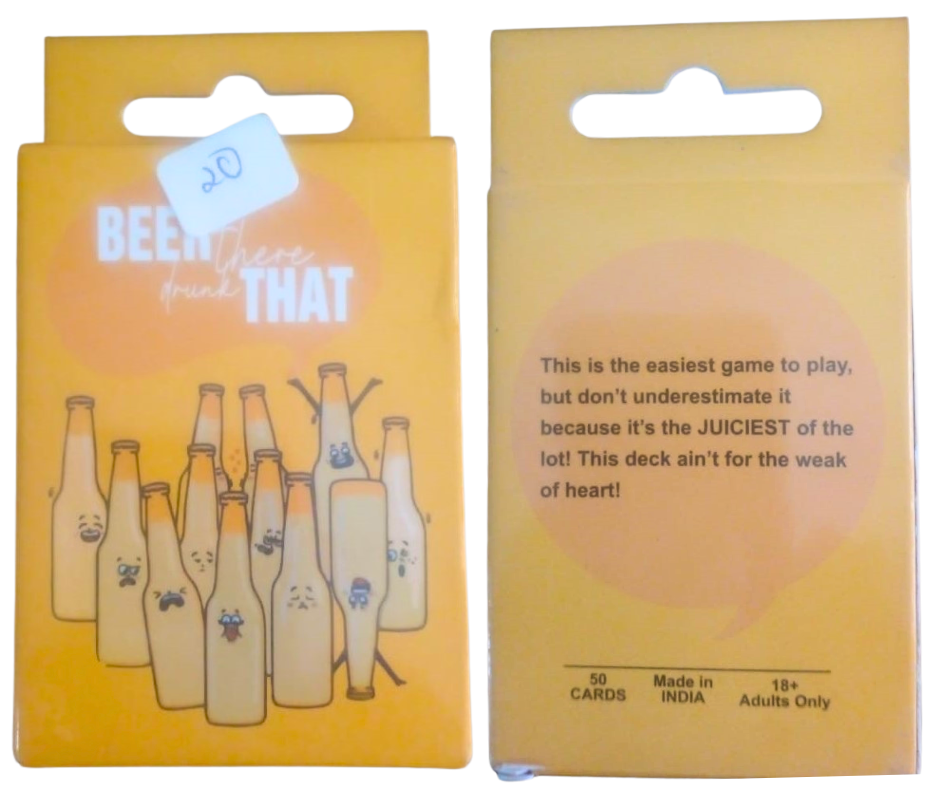 20
BEER there
drunk THAT
This is the easiest game to play,
but don't underestimate it
because it's the JUICIEST of the
lot! This deck ain't for the weak
of heart!
50
CARDS
Made in
INDIA
18+
Adults Only